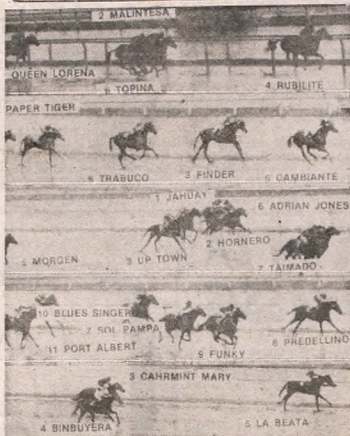 2 MALINTESA
QUEEN LORENA
6 TOPINA
4 RUBILITE
PAPER TIGER
6 TRABUCO
3 FINDER
5 CAMBIANTE
1 JAHUAY
6 ADRIAN JONES
2 HORNERO
5 MORGEN
3 UP TOWN
7 TAIMADO
10 BLUES SINGER
2 SOL PAMPA
11 PORT ALBERT
8 PREDELLINO
9 FUNKY
3 CAHRMINT MARY
4 BINBUYERA
5 LA BEATA